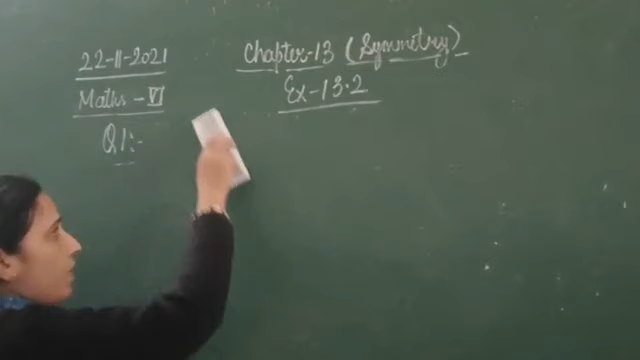 22-11-2021
Chapter-13 (Symmetry)
Maths - VI
Ex-13.2
Q1:-